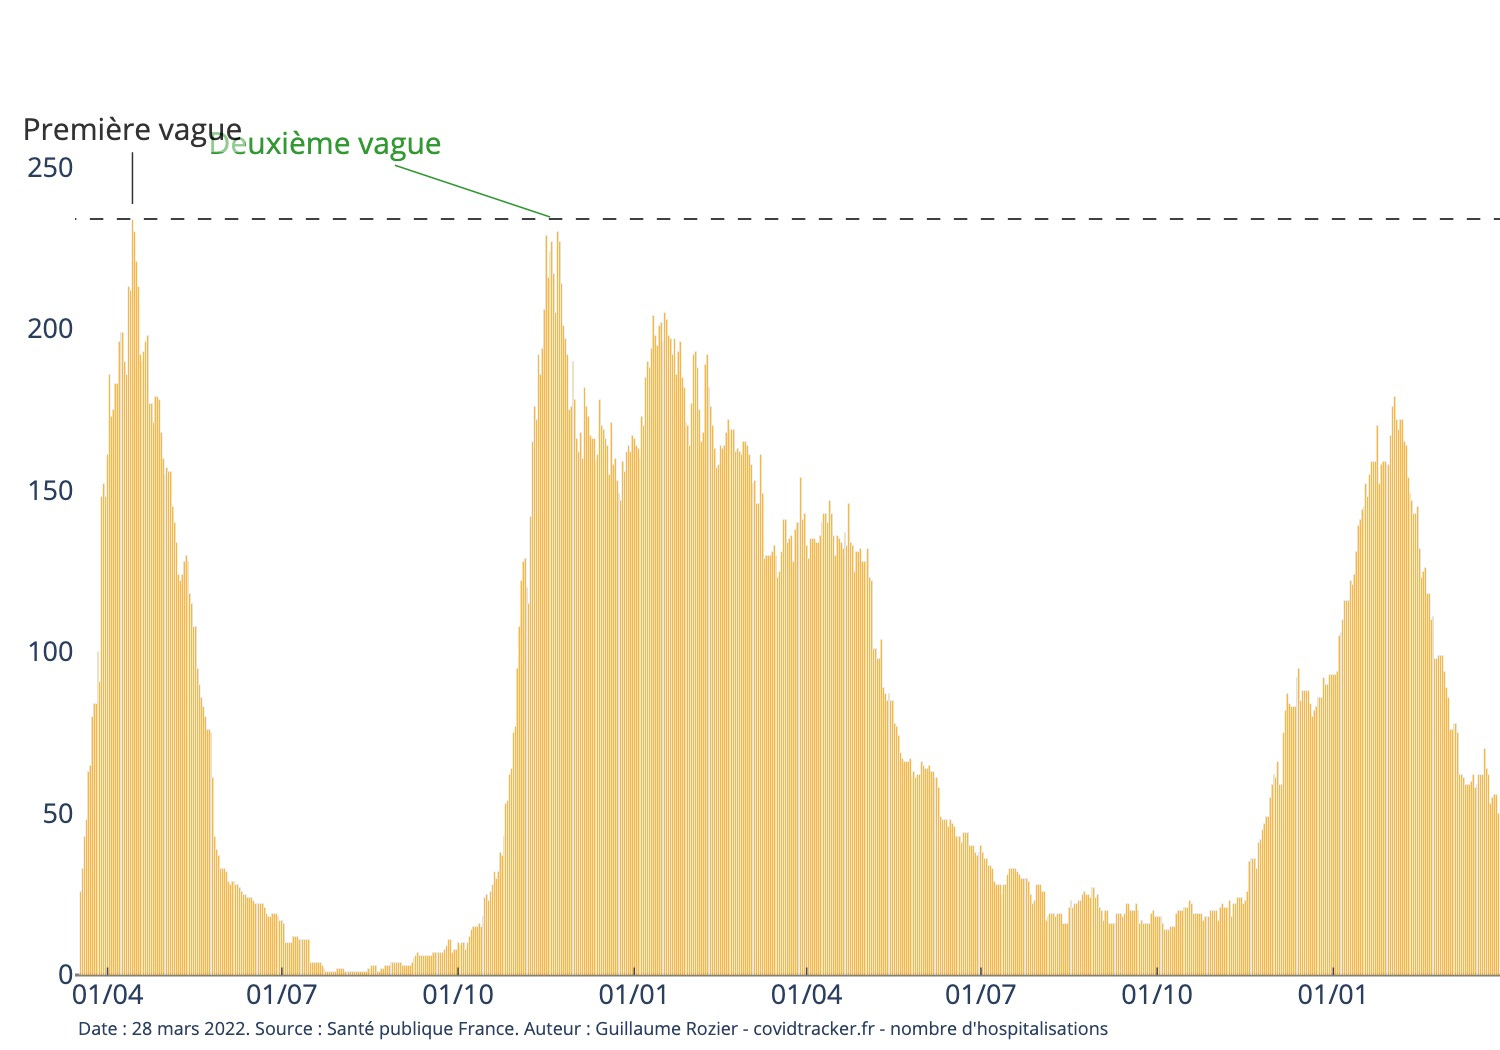 Première vague
Deuxième vague
250
200
150
100
50
0
01/04 01/07 01/10 01/01 01/04 01/07 01/10 01/01
Date : 28 mars 2022. Source : Santé publique France. Auteur : Guillaume Rozier - covidtracker.fr - nombre d'hospitalisations